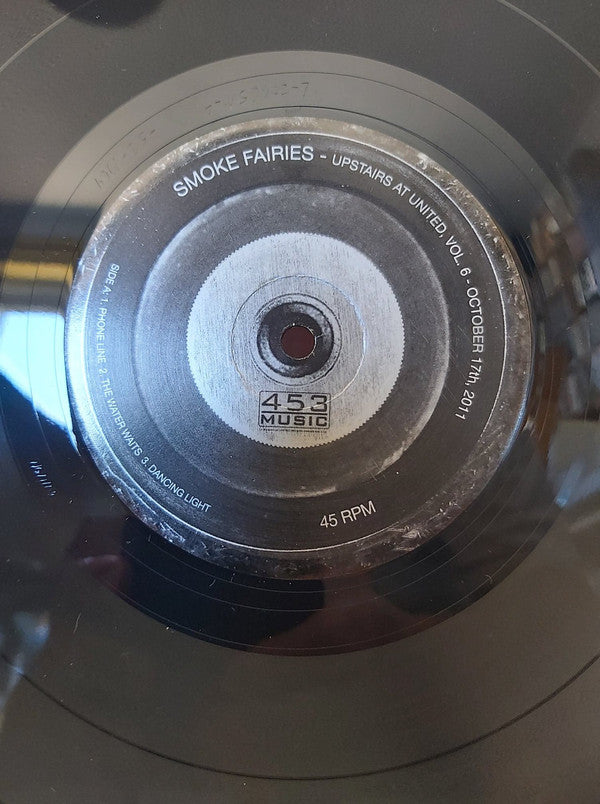 SMOKE FAIRIES - UPSTAIRS AT UNITED, VOL. 6 - OCTOBER 17th, 2011
SIDE A: 1. PHONE LINE 2. THE WATER WAITS 3. DANCING LIGHT
453
MUSIC
45 RPM